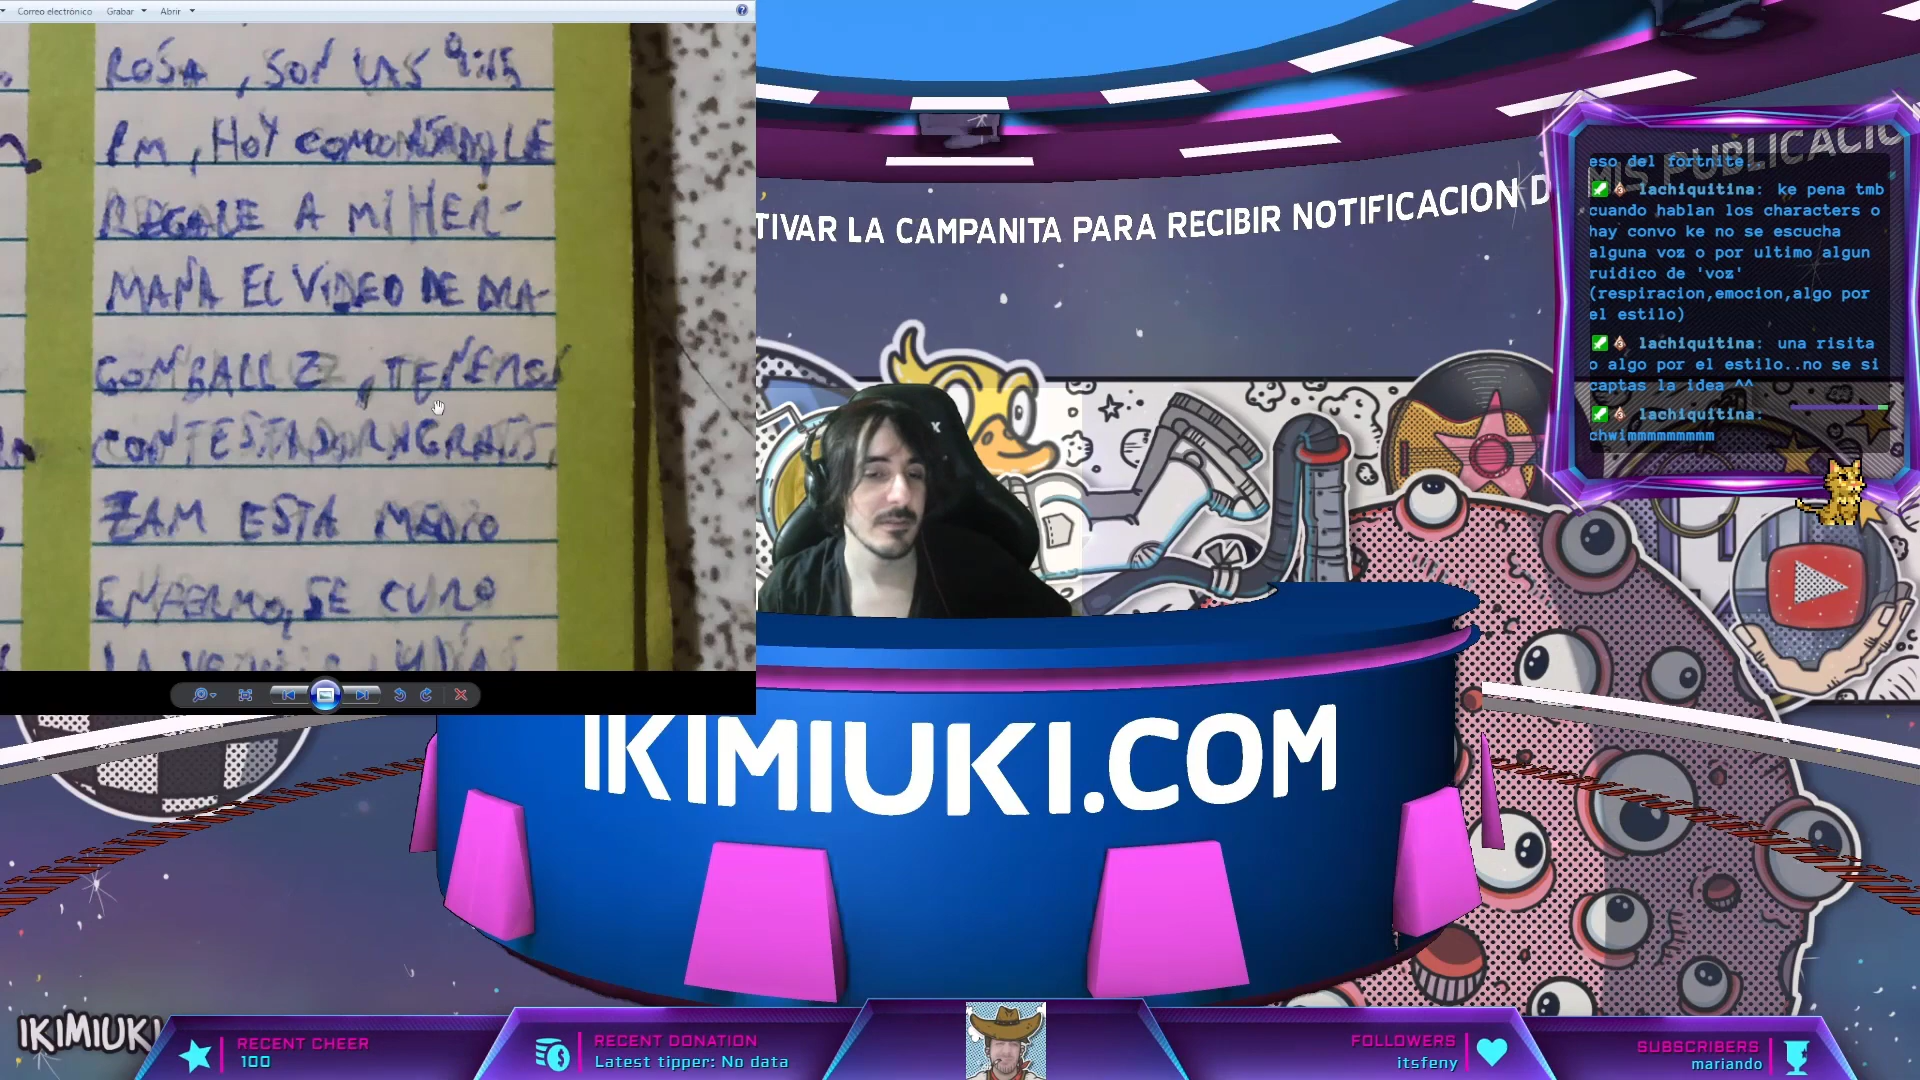 Correo electrónico Grabar Abrir
ROSA, SON LAS 9:15
PM, HOY COMO
REGALE A MI HER-
MANA EL VIDEO DE DRA-
GON BALL Z, TENEMOS
CONTESTADORA GRATIS,
ZAM ESTA MEDIO
ENFERMO, SE CURO
TIVAR LA CAMPANITA PARA RECIBIR NOTIFICACION D
MIS PUBLICACIO
eso del fortnite..
lachiquitina: ke pena tmb
cuando hablan los characters o
hay convo ke no se escucha
alguna voz o por ultimo algun
ruidico de 'voz'
(respiracion,emocion,algo por
el estilo)
lachiquitina: una risita
o algo por el estilo..no se si
captas la idea ^^
lachiquitina:
chwimmmmmmmmm
IKIMIUKI.COM
IKIMIUKI
RECENT CHEER
100
RECENT DONATION
Latest tipper: No data
FOLLOWERS
itsfeny
SUBSCRIBERS
mariando